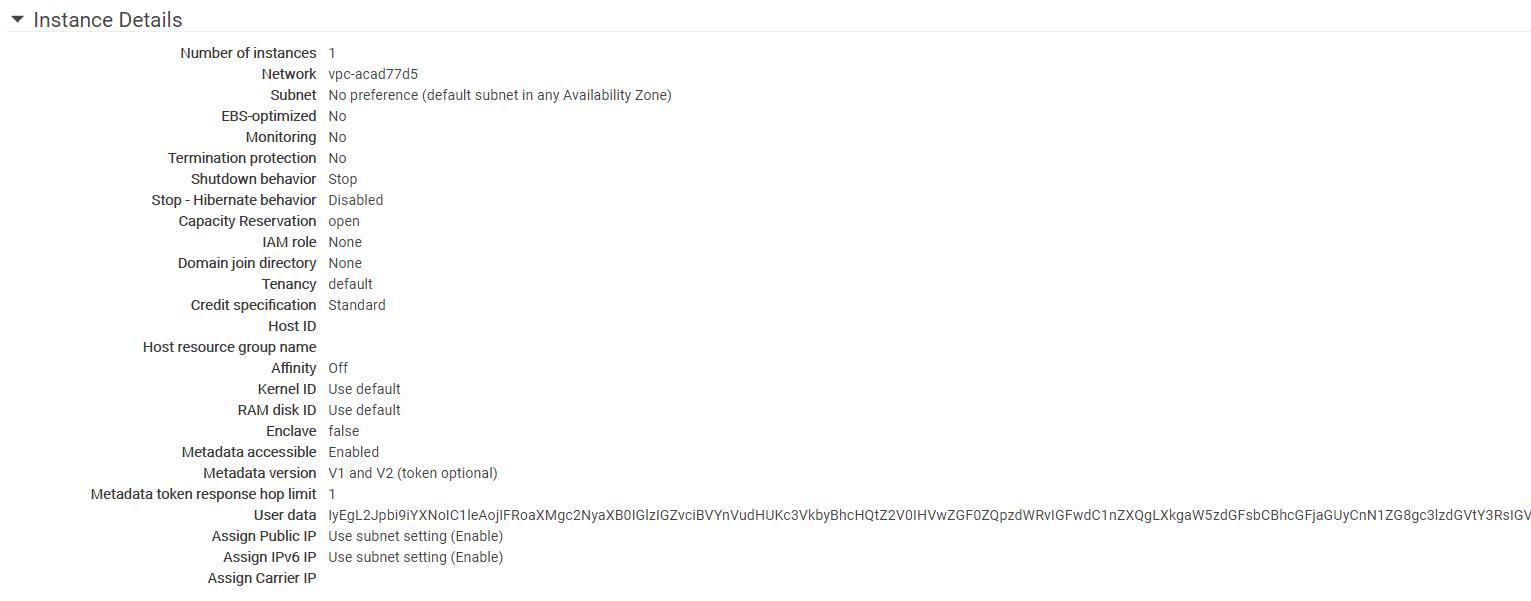 Instance Details
Number of instances 1
Network vpc-acad77d5
Subnet No preference (default subnet in any Availability Zone)
EBS-optimized No
Monitoring No
Termination protection No
Shutdown behavior Stop
Stop - Hibernate behavior Disabled
Capacity Reservation open
IAM role None
Domain join directory None
Tenancy default
Credit specification Standard
Host ID
Host resource group name
Affinity Off
Kernel ID Use default
RAM disk ID Use default
Enclave false
Metadata accessible Enabled
Metadata version V1 and V2 (token optional)
Metadata token response hop limit 1
User data IyEgL2Jpbi9iYXNoIC1leAojIFRoaXMgc2NyaXB0IGlzIGZvciBVYnVudHUKc3VkbyBhcHQtZ2V0IHVwZGF0ZQpzdWRvIGFwdC1nZXQgLXkgaW5zdGFsbCBhcGFjaGUyCnN1ZG8gc3lzdGVtY3RsIGV
Assign Public IP Use subnet setting (Enable)
Assign IPv6 IP Use subnet setting (Enable)
Assign Carrier IP